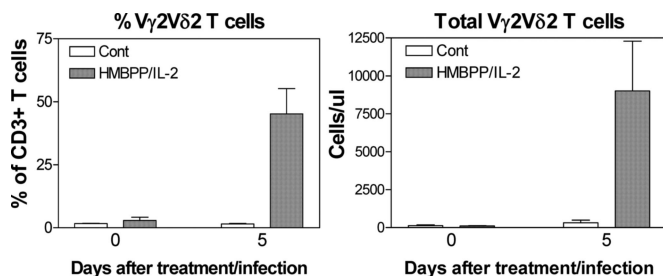 % Vγ2Vδ2 T cells
% of CD3+ T cells
75
50
25
0
Cont
HMBPP/IL-2
0
5
Days after treatment/infection
Total Vγ2Vδ2 T cells
Cells/ul
12500
10000
7500
5000
2500
0
Cont
HMBPP/IL-2
0
5
Days after treatment/infection